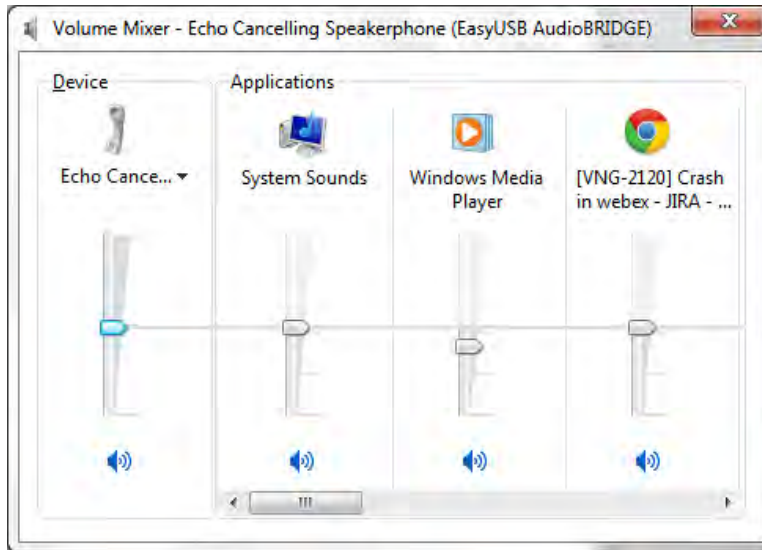 Volume Mixer - Echo Cancelling Speakerphone (EasyUSB AudioBRIDGE)
Device
Echo Cance...
Applications
System Sounds
Windows Media
Player
[VNG-2120] Crash
in webex - JIRA - ...